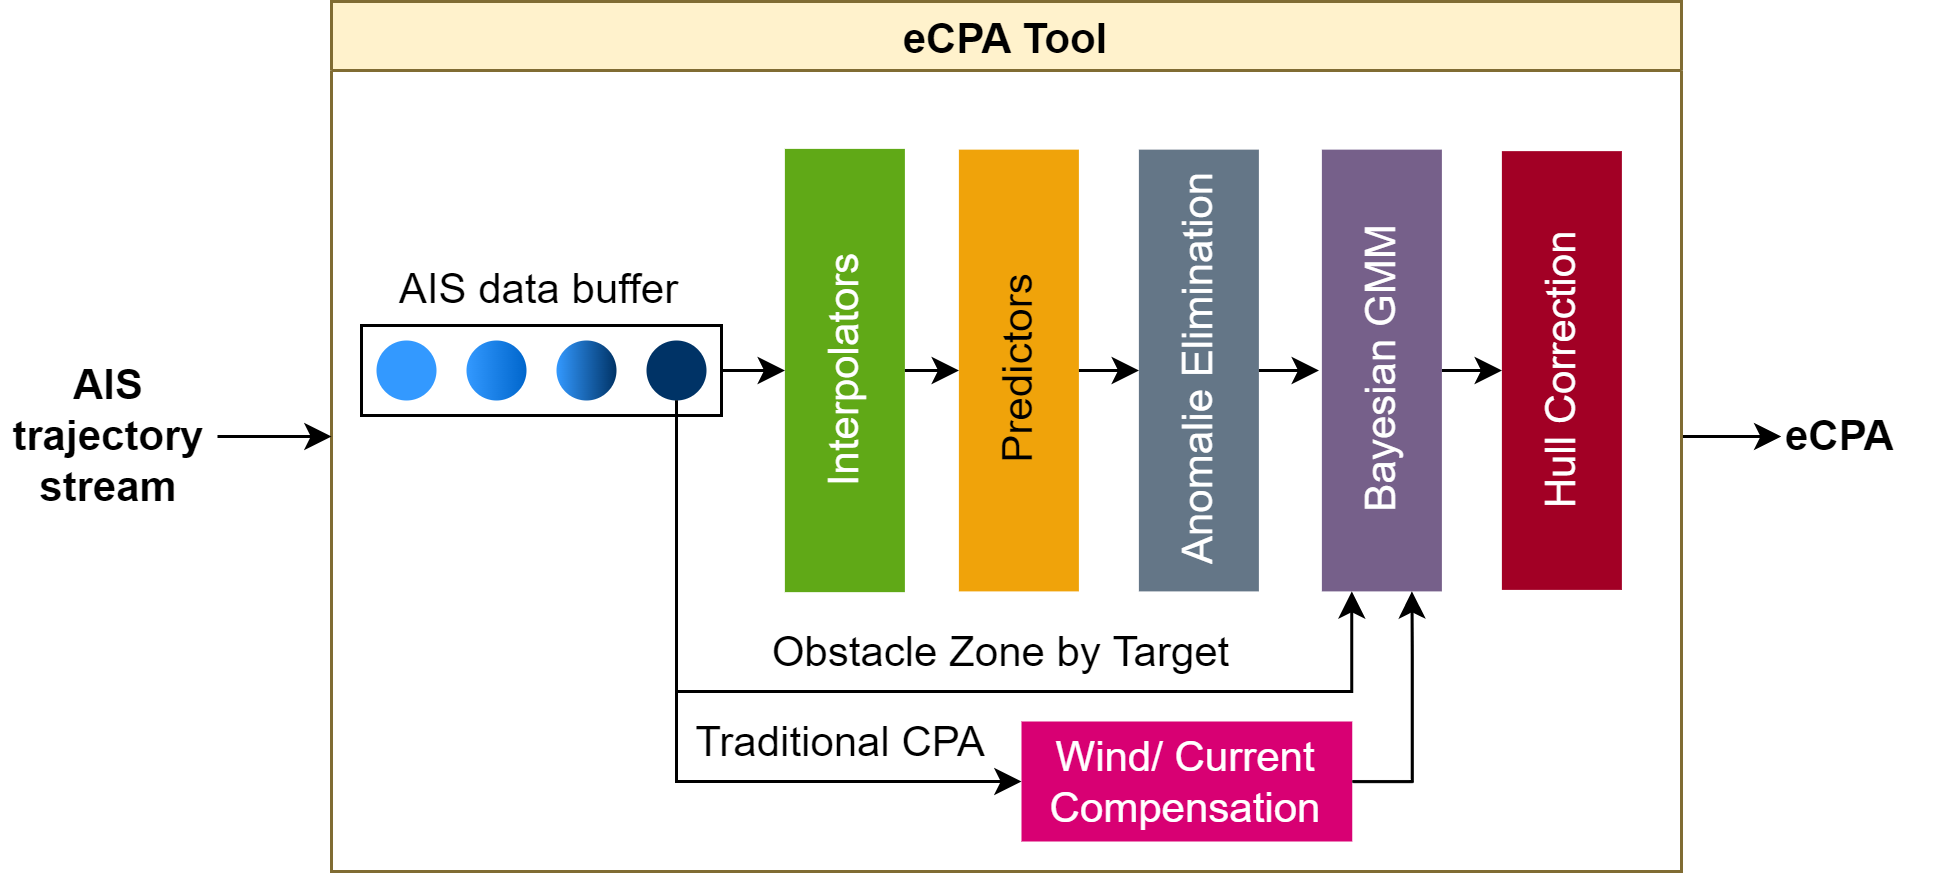 eCPA Tool
AIS
trajectory
stream
AIS data buffer
Interpolators
Predictors
Anomalie Elimination
Bayesian GMM
Hull Correction
eCPA
Obstacle Zone by Target
Traditional CPA
Wind/ Current
Compensation